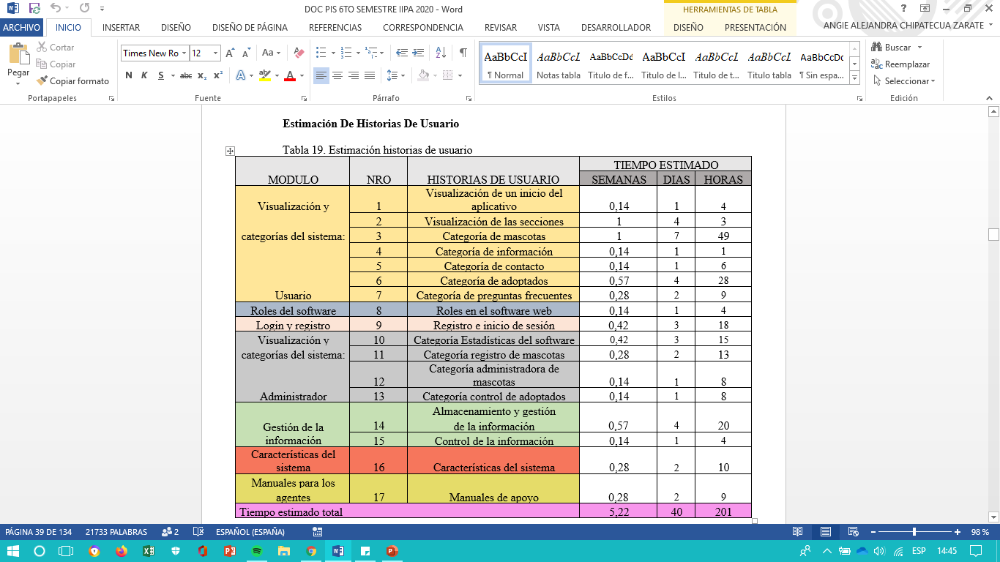 DOC PIS 6TO SEMESTRE IIPA 2020 - Word
HERRAMIENTAS DE TABLA
ARCHIVO INICIO INSERTAR DISEÑO DISEÑO DE PÁGINA REFERENCIAS CORRESPONDENCIA REVISAR VISTA DESARROLLADOR DISEÑO PRESENTACIÓN ANGIE ALEJANDRA CHIPATECUA ZARATE
Pegar
Cortar
Copiar
Copiar formato
Portapapeles
Times New Ro 12
N K S abc x₂ x²
Fuente
Párrafo
AaBbCcI AaBbCcI AaBbCcDc AaBbCcI AaBbCcI AaBbCcI AaBbCcDc
¶ Normal Notas tabla Titulo de f... Titulo de l... Titulo de t... Titulo tabla ¶ Sin espa...
Estilos
Buscar
Reemplazar
Seleccionar
Edición
Estimación De Historias De Usuario
Tabla 19. Estimación historias de usuario
MODULO NRO HISTORIAS DE USUARIO TIEMPO ESTIMADO
SEMANAS DIAS HORAS
Visualización y 1 Visualización de un inicio del aplicativo 0,14 1 4
2 Visualización de las secciones 1 4 3
categorías del sistema: 3 Categoría de mascotas 1 7 49
4 Categoría de información 0,14 1 1
5 Categoría de contacto 0,14 1 6
6 Categoría de adoptados 0,57 4 28
Usuario 7 Categoría de preguntas frecuentes 0,28 2 9
Roles del software 8 Roles en el software web 0,14 1 4
Login y registro 9 Registro e inicio de sesión 0,42 3 18
Visualización y 10 Categoría Estadísticas del software 0,42 3 15
categorías del sistema: 11 Categoría registro de mascotas 0,28 2 13
12 Categoría administradora de mascotas 0,14 1 8
Administrador 13 Categoría control de adoptados 0,14 1 8
Gestión de la información 14 Almacenamiento y gestión de la información 0,57 4 20
15 Control de la información 0,14 1 4
Características del sistema 16 Características del sistema 0,28 2 10
Manuales para los agentes 17 Manuales de apoyo 0,28 2 9
Tiempo estimado total 5,22 40 201
PÁGINA 39 DE 134 21733 PALABRAS 2 ESPAÑOL (ESPAÑA) 98 %
ESP 14:45